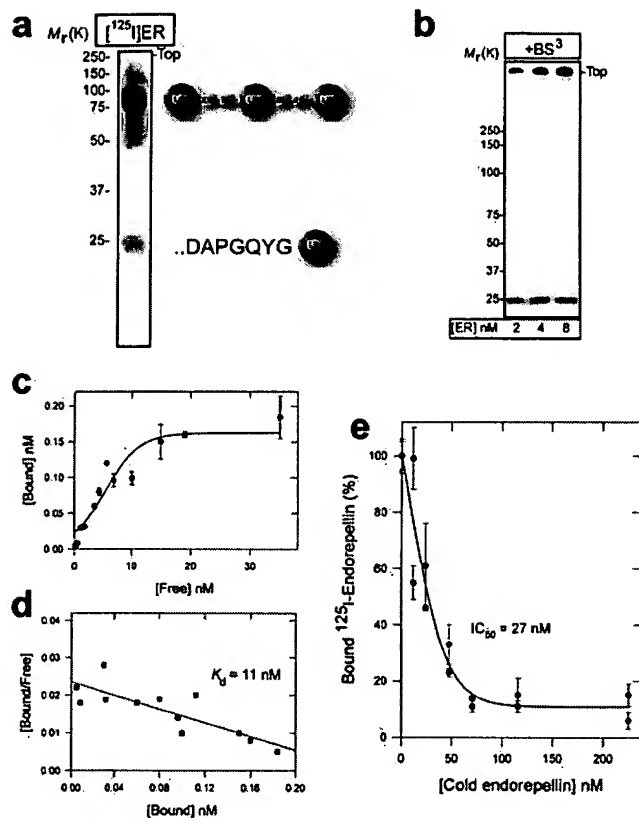 a
Mr(K)
[125I]ER
Top
250-
150-
100-
75-
50-
37-
25-
..DAPGQYG
b
Mr(K)
+BS3
Top
250-
150-
100-
75-
50-
37-
25-
[ER] nM 2 4 8
c
[Bound] nM
0.20
0.15
0.10
0.05
0.00
0 10 20 30
[Free] nM
d
[Bound/Free]
0.04
0.03
0.02
0.01
0.00
Kd = 11 nM
0.00 0.04 0.08 0.12 0.16 0.20
[Bound] nM
e
Bound 125I-Endorepellin (%)
100
80
60
40
20
0
IC50 = 27 nM
0 50 100 150 200
[Cold endorepellin] nM